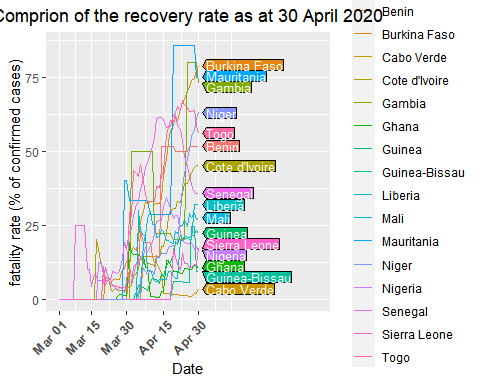 Comprion of the recovery rate as at 30 April 2020
fetality rate (% of confirmed cases)
75
50
25
0
Burkina Faso
Mauritania
Gambia
Niger
Togo
Benin
Cote d'Ivoire
Senegal
Liberia
Mali
Guinea
Sierra Leone
Nigeria
Ghana
Guinea-Bissau
Cabo Verde
Mar 01
Mar 15
Mar 30
Apr 15
Apr 30
Date
Benin
Burkina Faso
Cabo Verde
Cote d'Ivoire
Gambia
Ghana
Guinea
Guinea-Bissau
Liberia
Mali
Mauritania
Niger
Nigeria
Senegal
Sierra Leone
Togo